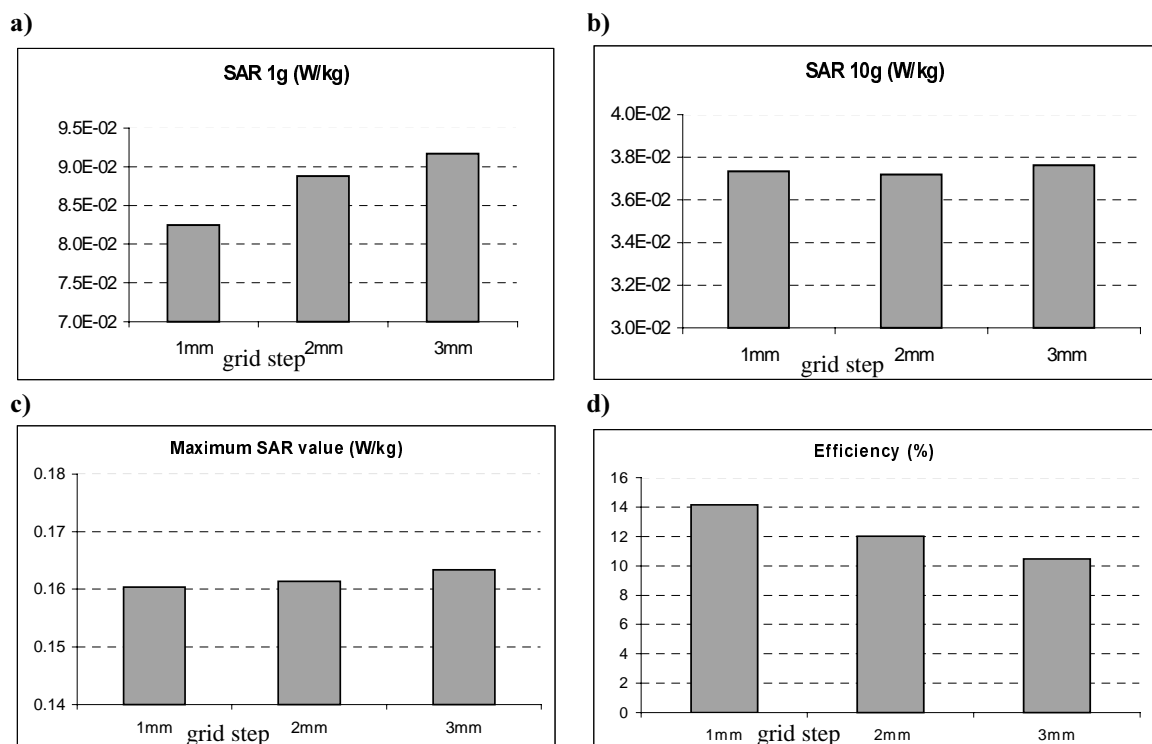 a)
SAR 1g (W/kg)
9.5E-02
9.0E-02
8.5E-02
8.0E-02
7.5E-02
7.0E-02
1mm 2mm 3mm
grid step
b)
SAR 10g (W/kg)
4.0E-02
3.8E-02
3.6E-02
3.4E-02
3.2E-02
3.0E-02
1mm 2mm 3mm
grid step
c)
Maximum SAR value (W/kg)
0.18
0.17
0.16
0.15
0.14
1mm 2mm 3mm
grid step
d)
Efficiency (%)
16
14
12
10
8
6
4
2
0
1mm 2mm 3mm
grid step